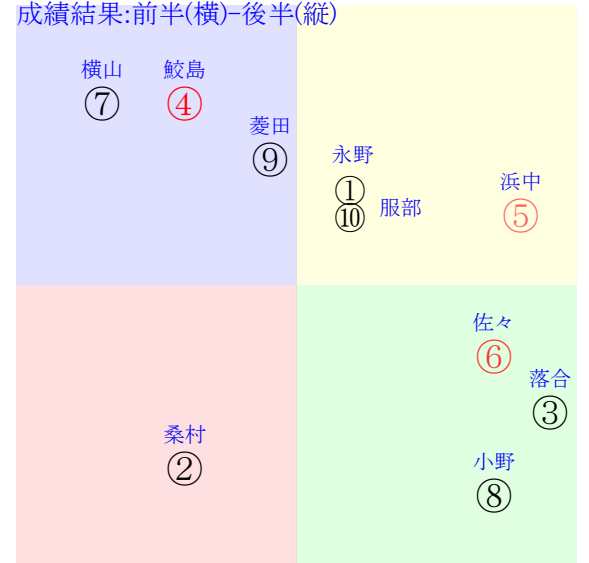 成績結果:前半(横)-後半(縦)
横山
⑦
鮫島
④
菱田
⑨
永野
①
⑩
服部
浜中
⑤
佐々
⑥
落合
③
桑村
②
小野
⑧